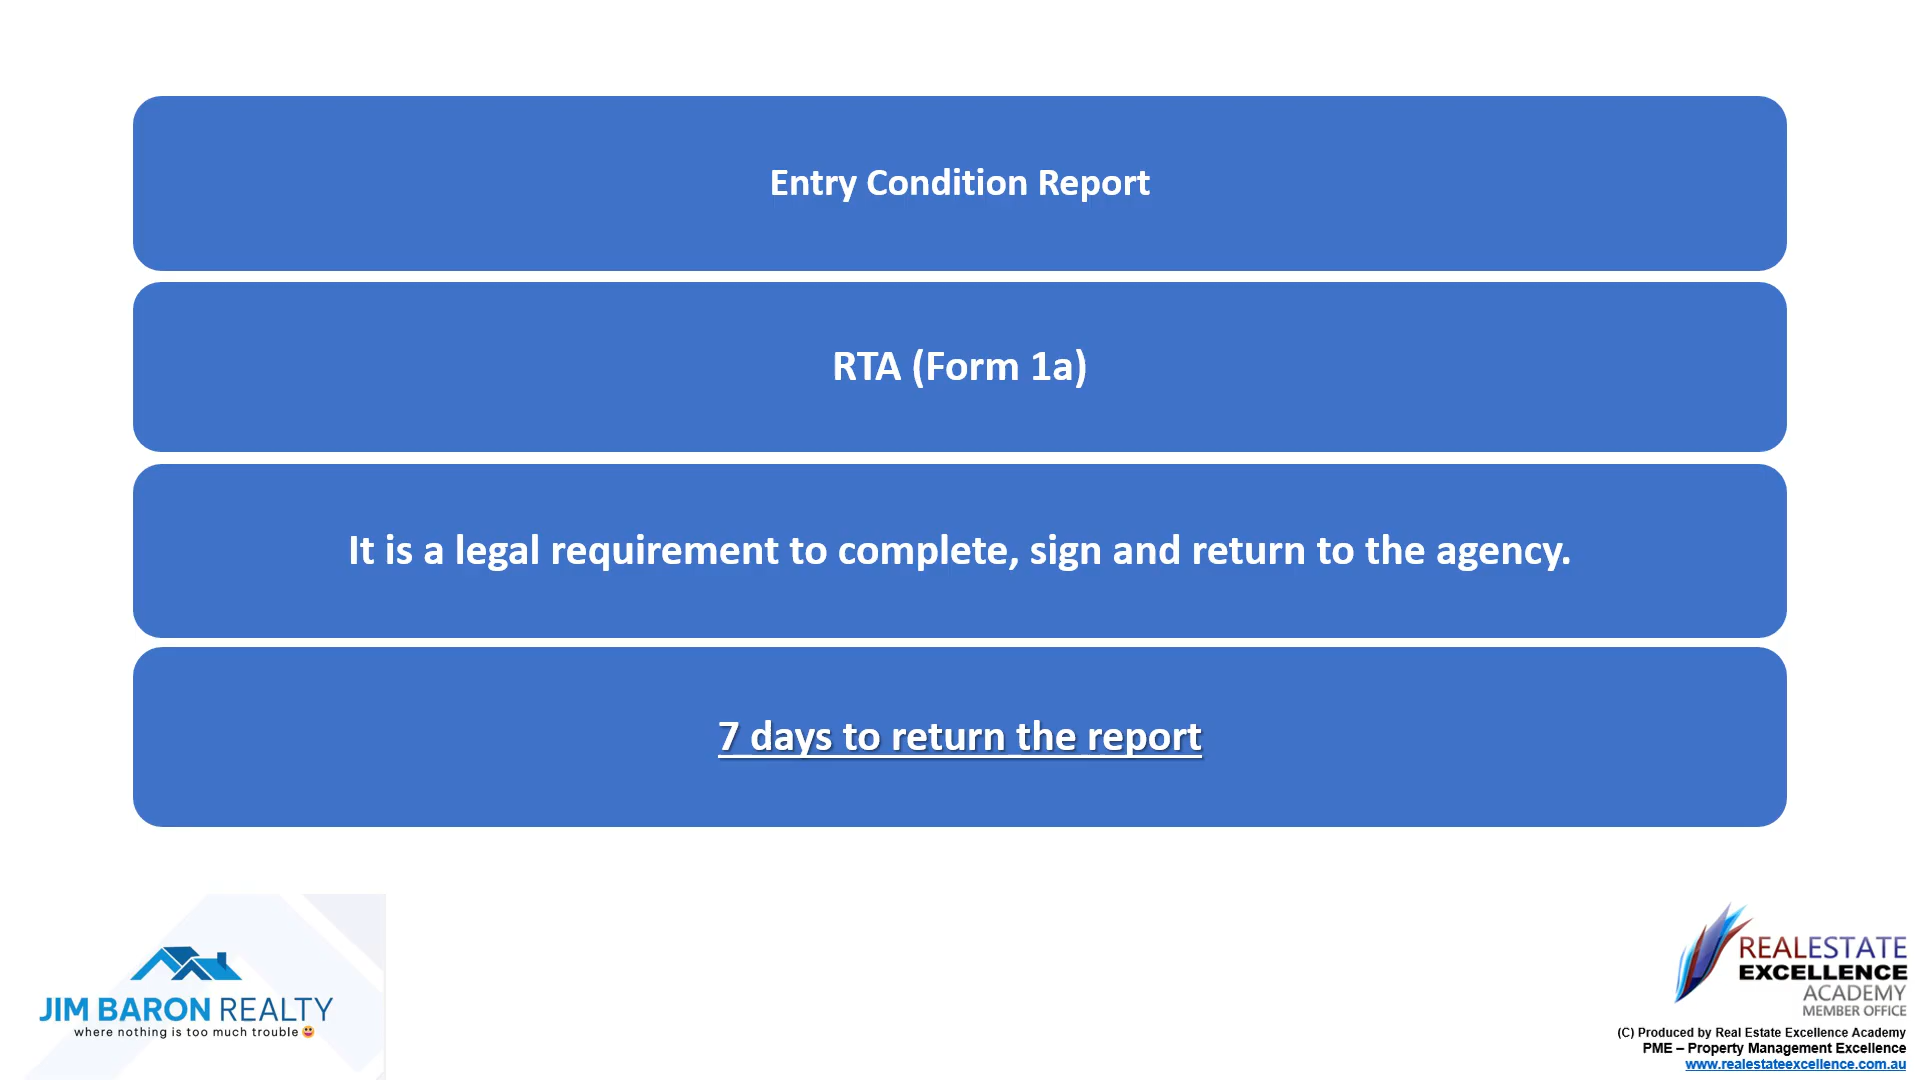 Entry Condition Report
RTA (Form 1a)
It is a legal requirement to complete, sign and return to the agency.
7 days to return the report
JIM BARON REALTY
where nothing is too much trouble 😃
REALESTATE
EXCELLENCE
ACADEMY
MEMBER OFFICE
(C) Produced by Real Estate Excellence Academy
PME – Property Management Excellence
www.realestateexcellence.com.au